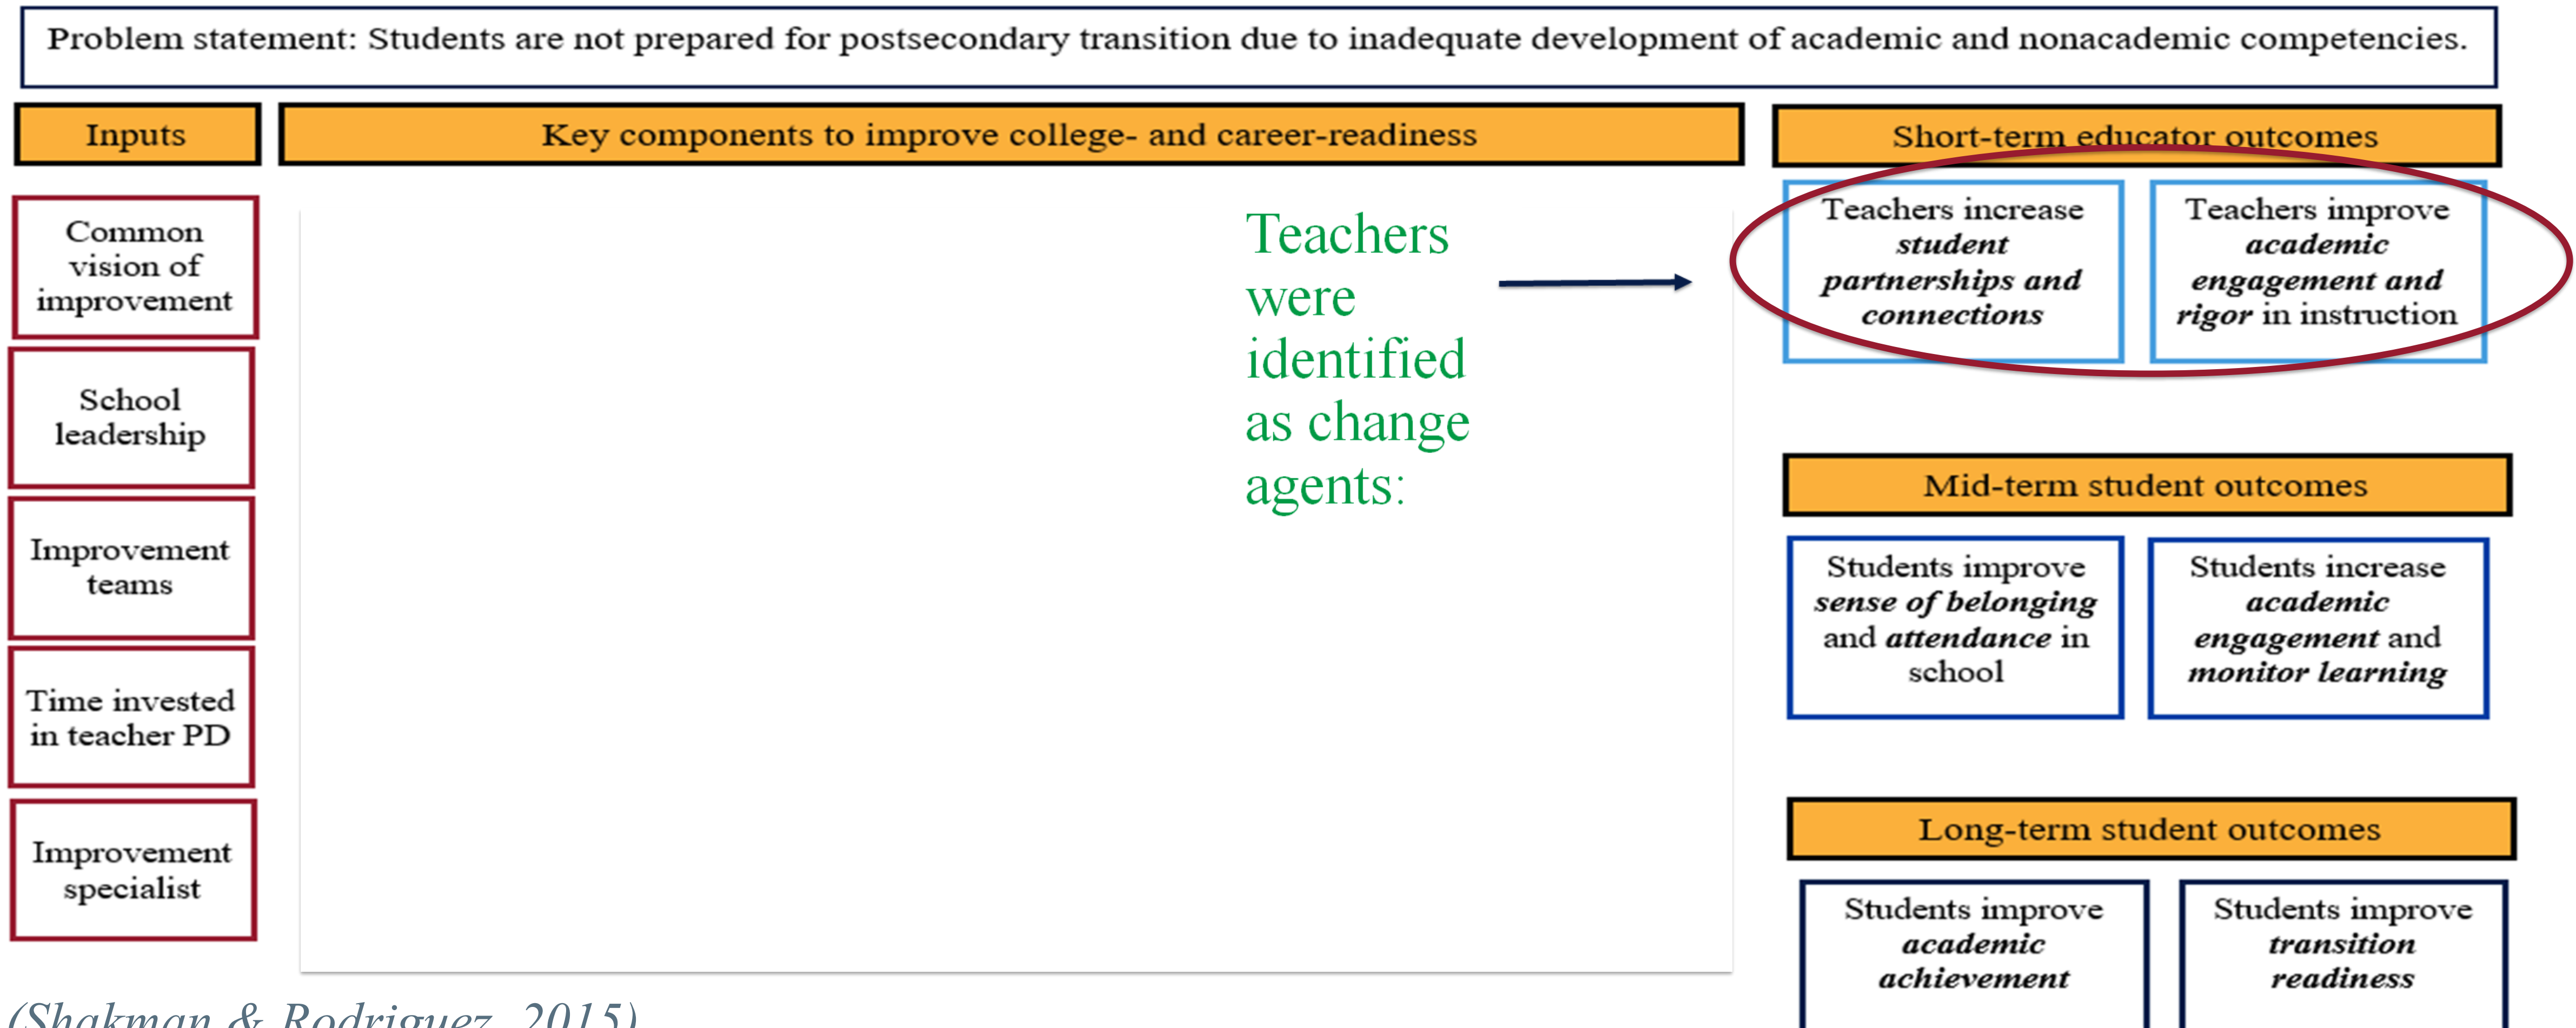 Problem statement: Students are not prepared for postsecondary transition due to inadequate development of academic and nonacademic competencies.
Inputs
Key components to improve college- and career-readiness
Short-term educator outcomes
Common
vision of
improvement
School
leadership
Improvement
teams
Time invested
in teacher PD
Improvement
specialist
Teachers
were
identified
as change
agents:
Teachers increase
student
partnerships and
connections
Teachers improve
academic
engagement and
rigor in instruction
Mid-term student outcomes
Students improve
sense of belonging
and attendance in
school
Students increase
academic
engagement and
monitor learning
Long-term student outcomes
Students improve
academic
achievement
Students improve
transition
readiness
(Shakman & Rodriguez, 2015)